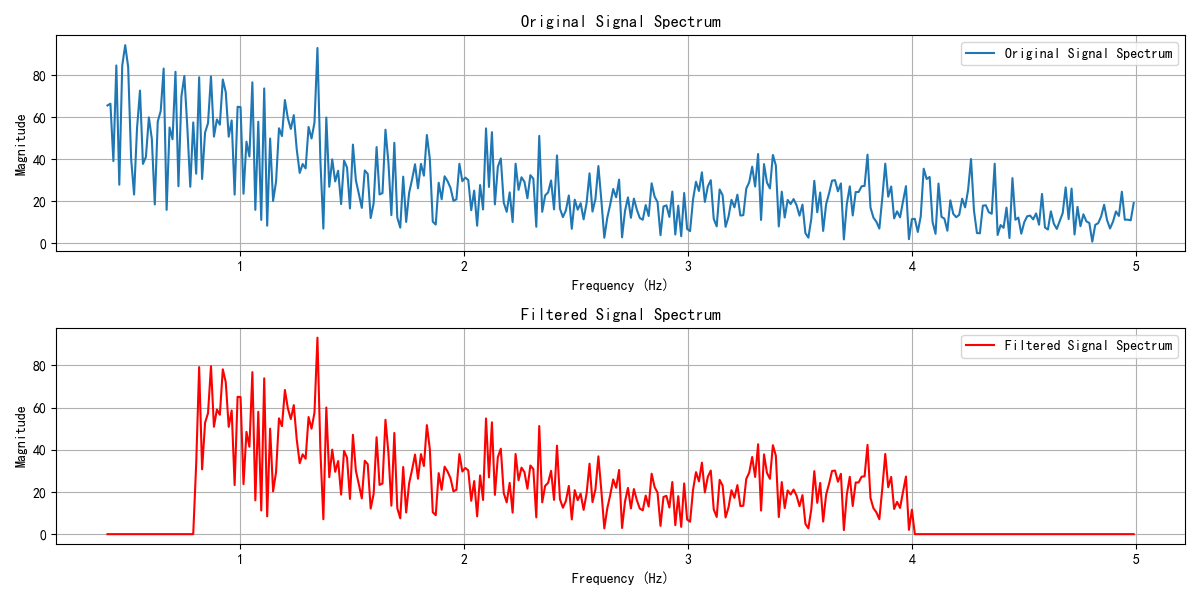 Original Signal Spectrum
Original Signal Spectrum
Magnitude
80
60
40
20
0
1
2
3
4
5
Frequency (Hz)
Filtered Signal Spectrum
Filtered Signal Spectrum
Magnitude
80
60
40
20
0
1
2
3
4
5
Frequency (Hz)